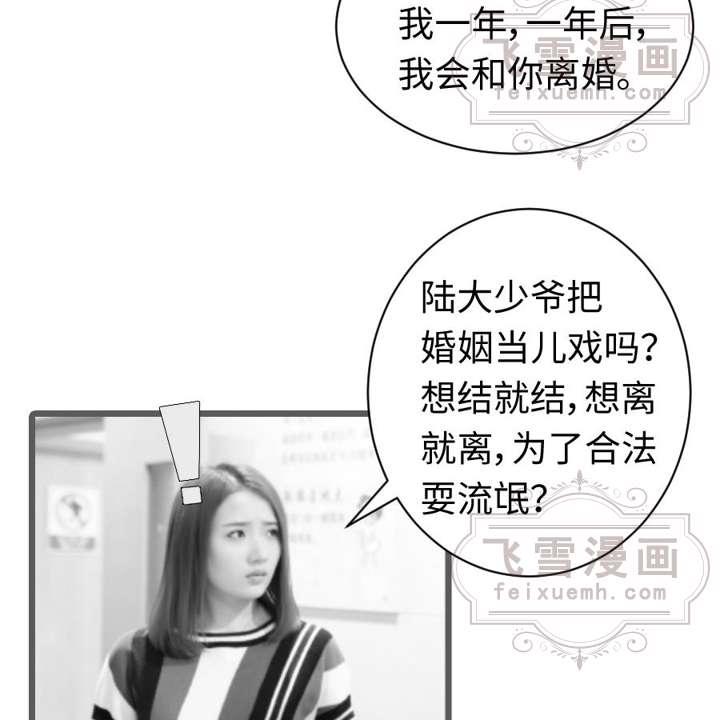 我一年，一年后，
我会和你离婚。
飞雪漫画
feixuemh.com
陆大少爷把
婚姻当儿戏吗？
想结就结，想离
就离，为了合法
耍流氓？
！
飞雪漫画
feixuemh.com